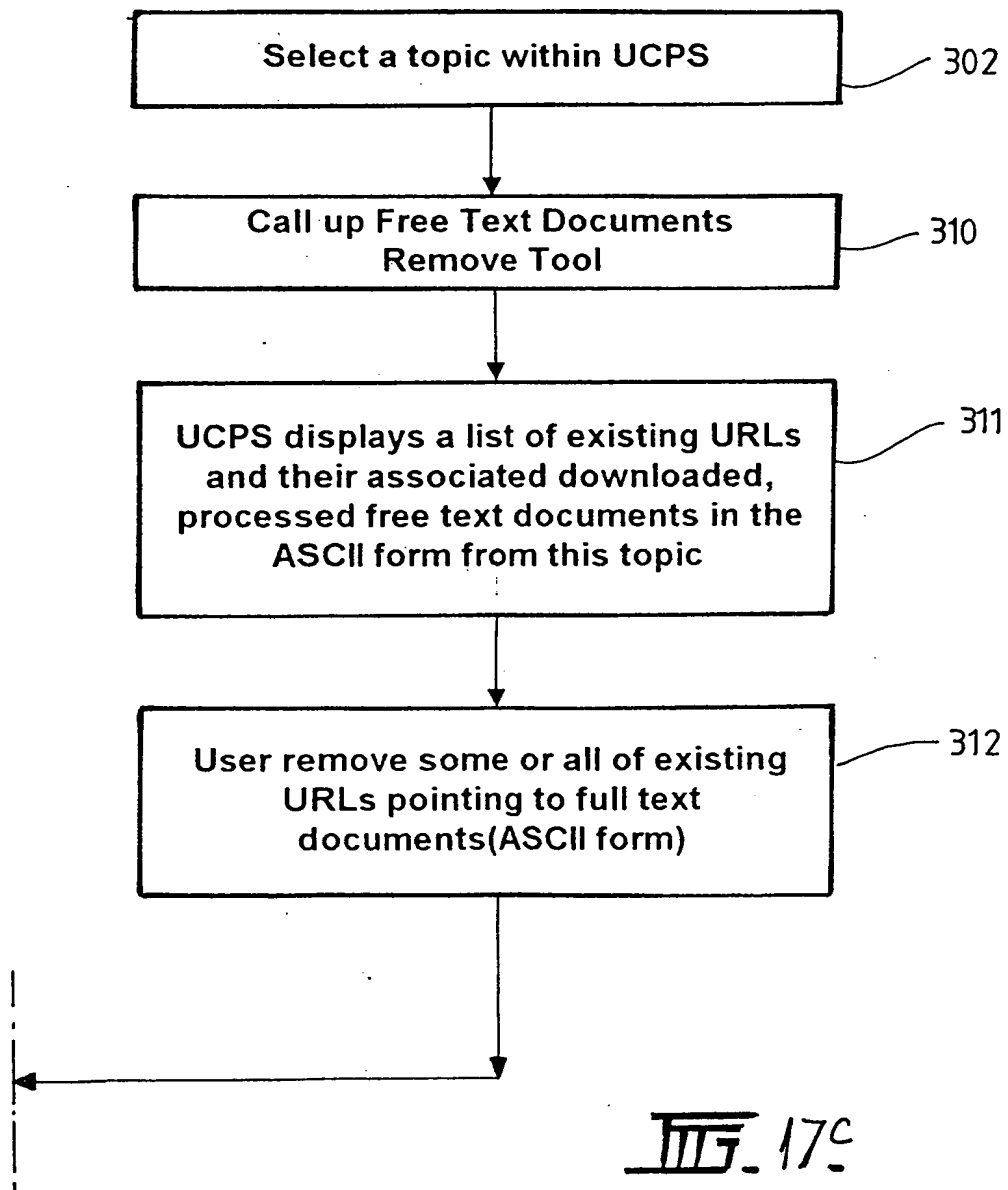 Select a topic within UCPS
302
Call up Free Text Documents
Remove Tool
310
UCPS displays a list of existing URLs
and their associated downloaded,
processed free text documents in the
ASCII form from this topic
311
User remove some or all of existing
URLs pointing to full text
documents(ASCII form)
312
FIG. 17c